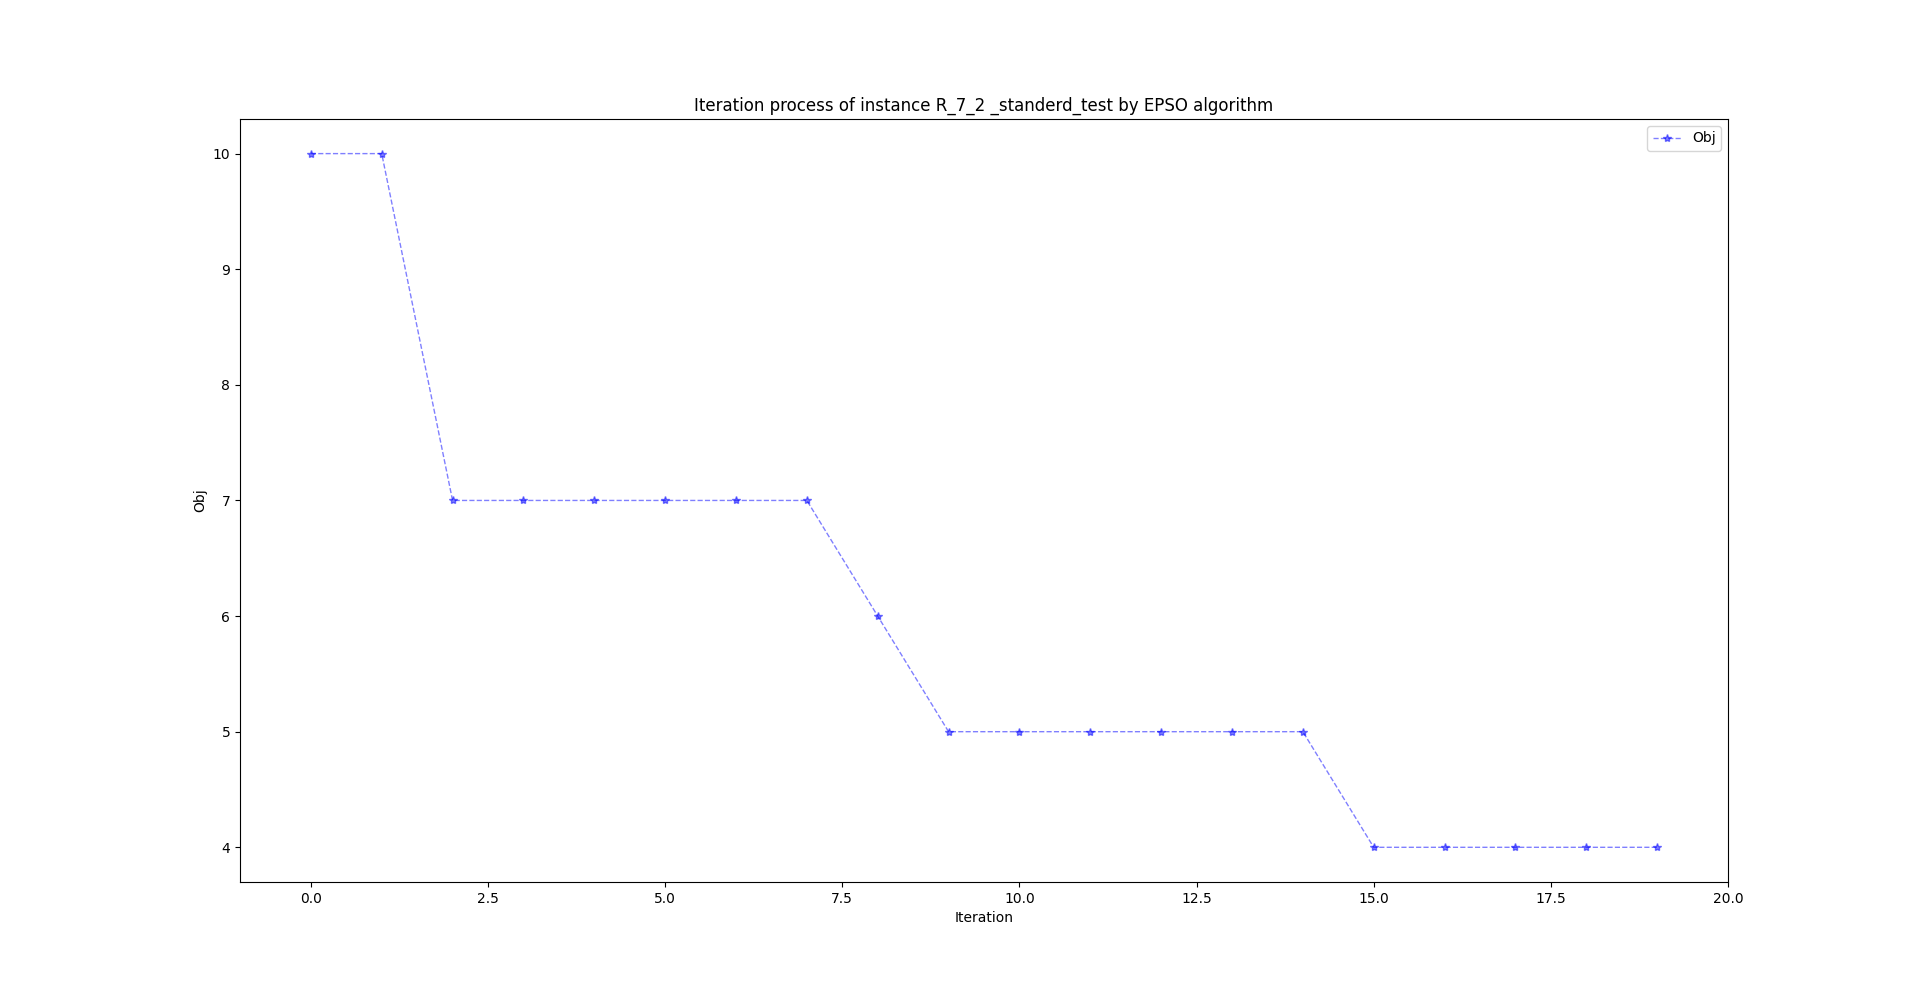 Iteration process of instance R_7_2 _standerd_test by EPSO algorithm
Obj
10
9
8
7
6
5
4
Obj
0.0 2.5 5.0 7.5 10.0 12.5 15.0 17.5 20.0
Iteration